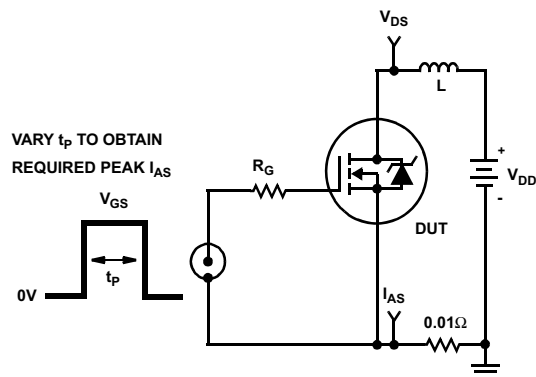 VDS
L
VARY tP TO OBTAIN
REQUIRED PEAK IAS
RG
+
VDD
-
VGS
DUT
tP
0V
IAS
0.01Ω